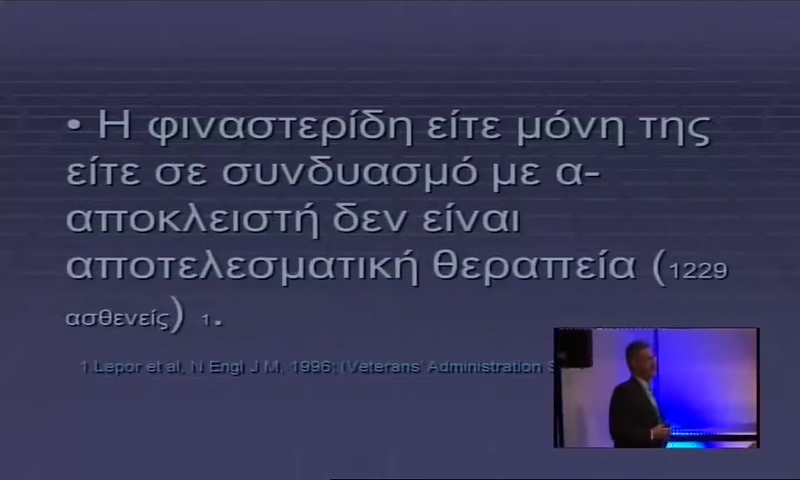 • Η φιναστερίδη είτε μόνη της
είτε σε συνδυασμό με α-
αποκλειστή δεν είναι
αποτελεσματική θεραπεία (1229
ασθενείς) 1.
1.Lepor et al, N Engl J M, 1996; (Veterans' Administration